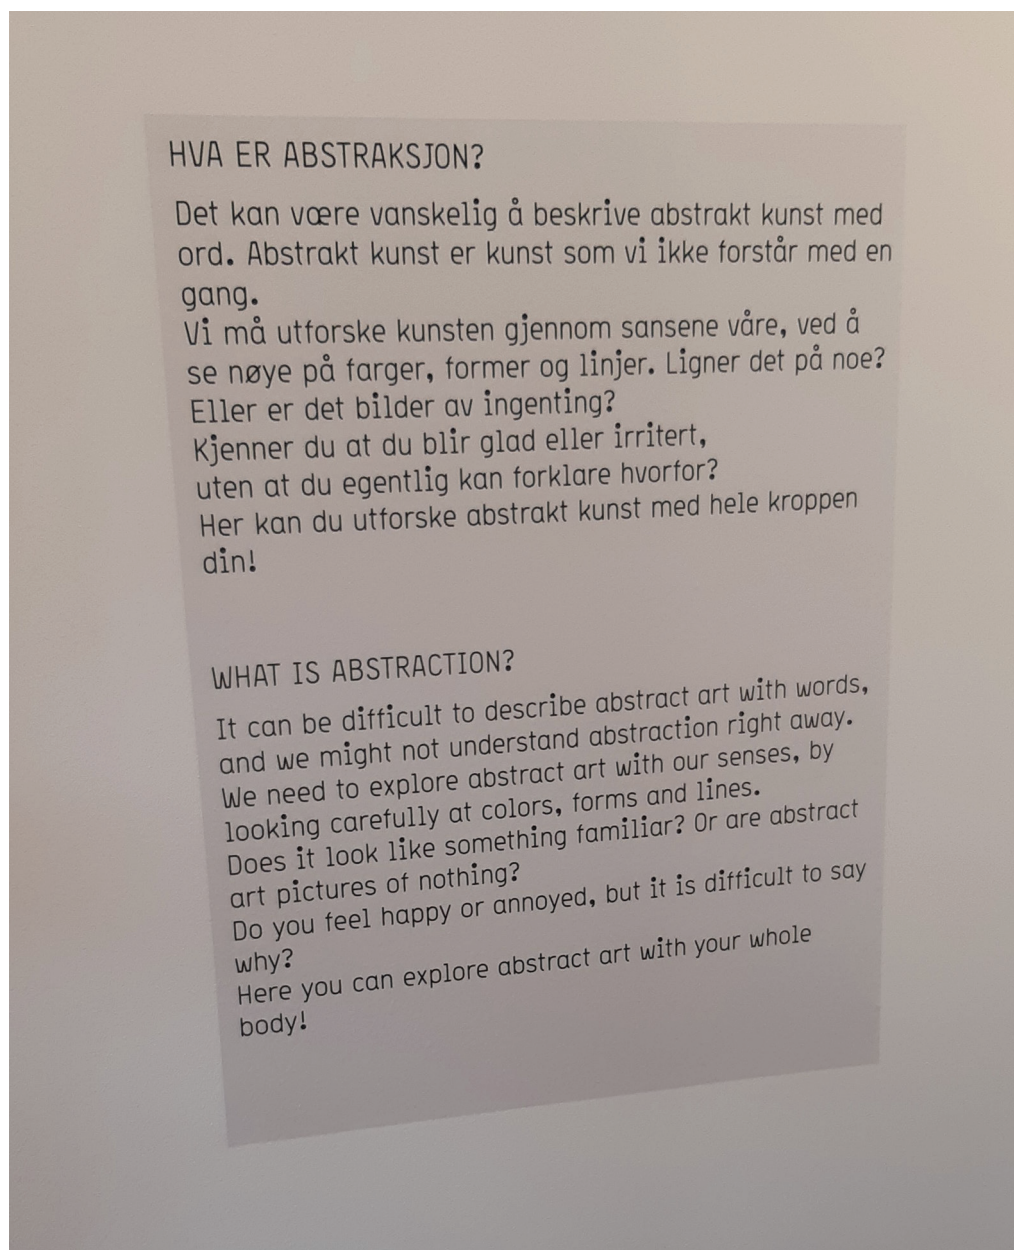 HVA ER ABSTRAKSJON?
Det kan være vanskelig å beskrive abstrakt kunst med
ord. Abstrakt kunst er kunst som vi ikke forstår med en
gang.
Vi må utforske kunsten gjennom sansene våre, ved å
se nøye på farger, former og linjer. Ligner det på noe?
Eller er det bilder av ingenting?
Kjenner du at du blir glad eller irritert,
uten at du egentlig kan forklare hvorfor?
Her kan du utforske abstrakt kunst med hele kroppen
din!
WHAT IS ABSTRACTION?
It can be difficult to describe abstract art with words,
and we might not understand abstraction right away.
We need to explore abstract art with our senses, by
looking carefully at colors, forms and lines.
Does it look like something familiar? Or are abstract
art pictures of nothing?
Do you feel happy or annoyed, but it is difficult to say
why?
Here you can explore abstract art with your whole
body!